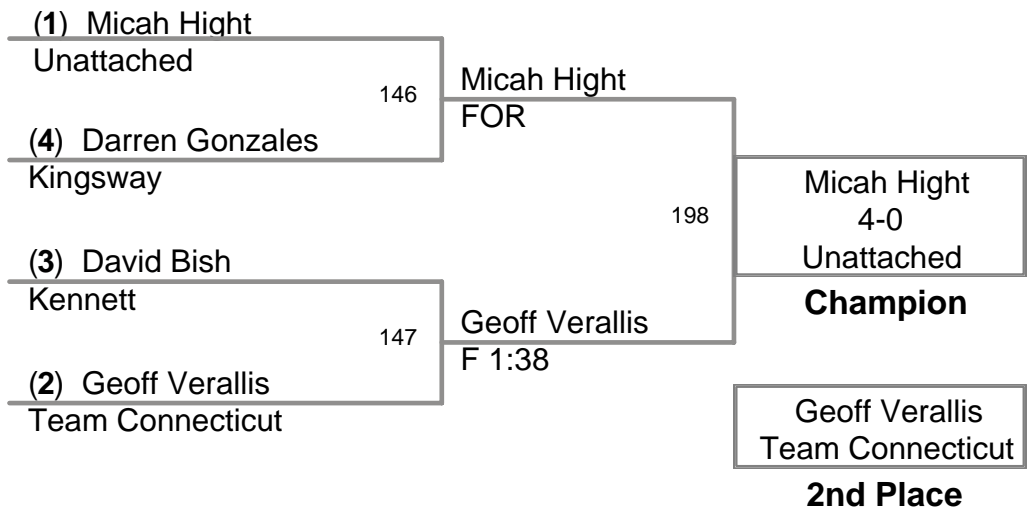 (1) Micah Hight
Unattached
146
(4) Darren Gonzales
Kingsway
Micah Hight
FOR
(3) David Bish
Kennett
147
(2) Geoff Verallis
Team Connecticut
Geoff Verallis
F 1:38
198
Micah Hight
4-0
Unattached
Champion
Geoff Verallis
Team Connecticut
2nd Place